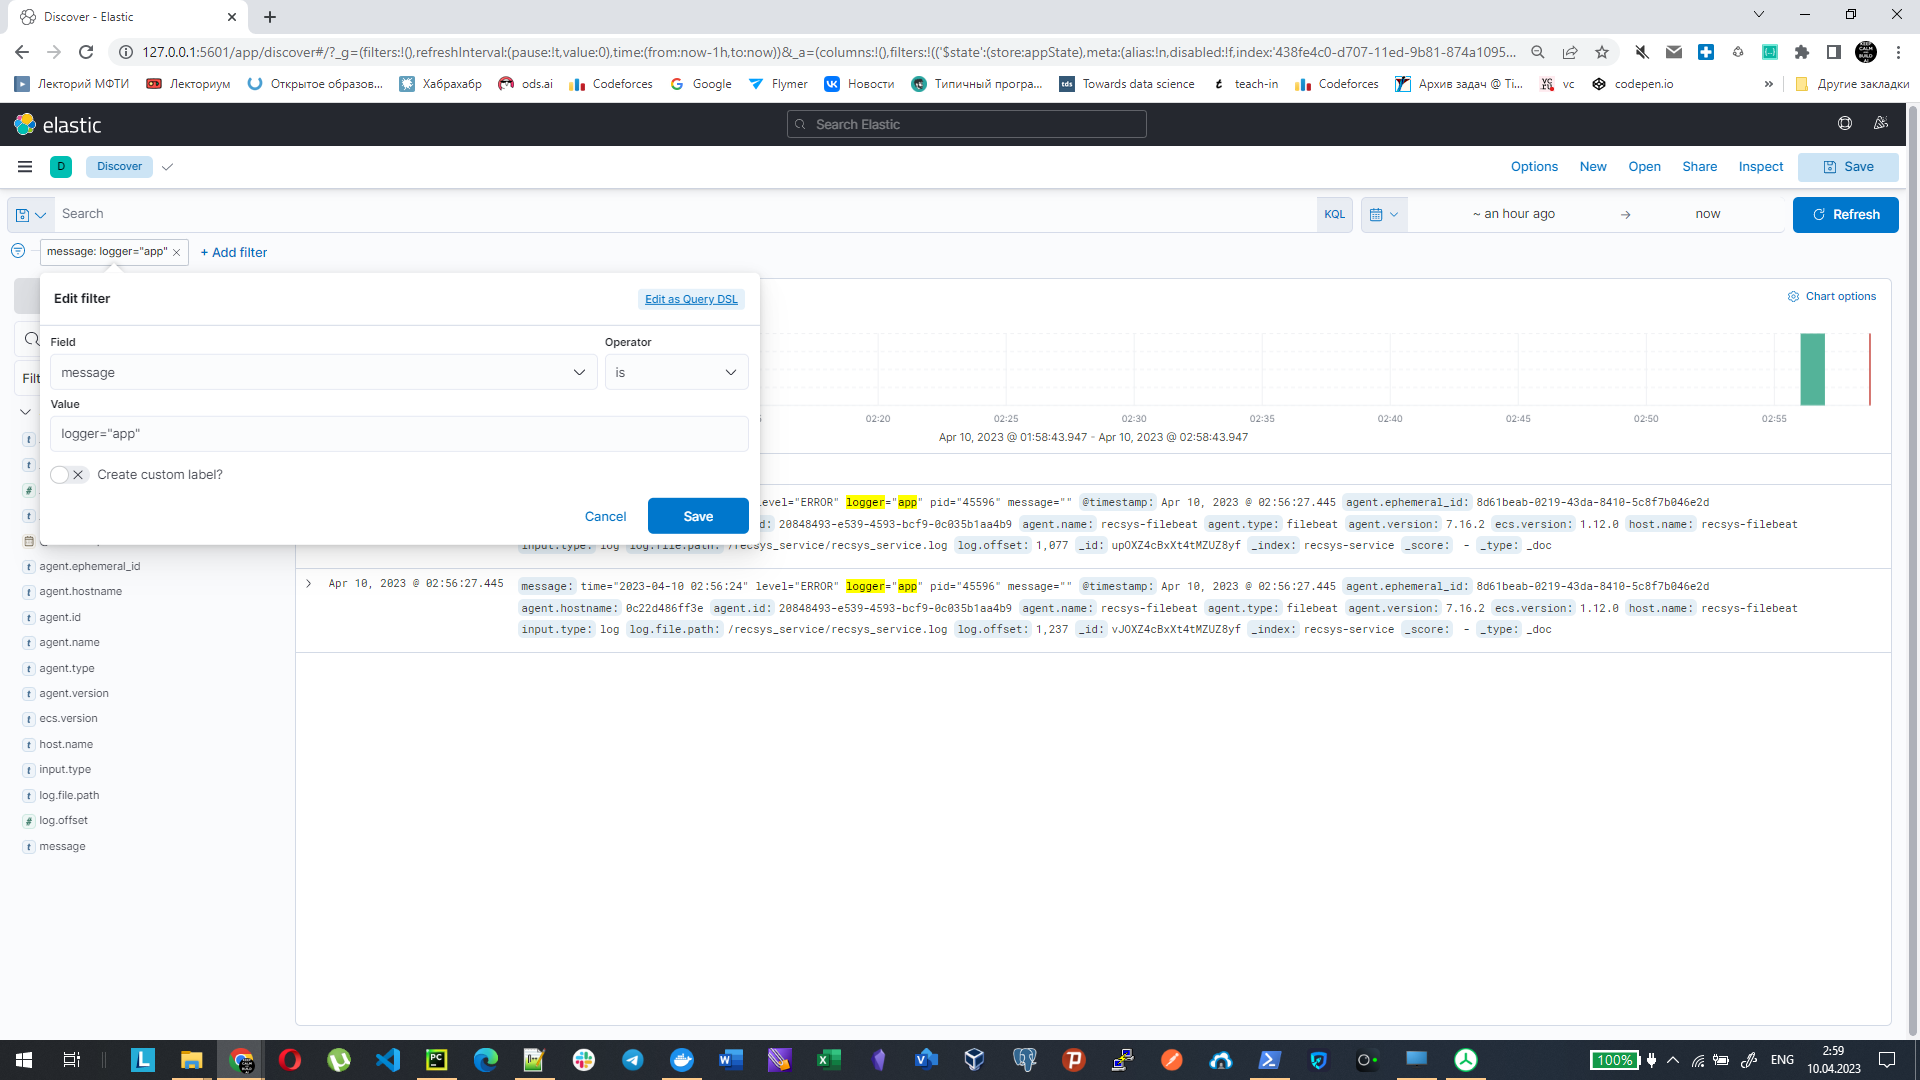 Discover - Elastic
127.0.0.1:5601/app/discover#/?_g=(filters:!(),refreshInterval:(pause:!t,value:0),time:(from:now-1h,to:now))&_a=(columns:!(),filters:!(('$state':(store:appState),meta:(alias:!n,disabled:!f,index:'438fe4c0-d707-11ed-9b81-874a1095...
Лекторий МФТИ Лекториум Открытое образов... Хабрахабр ods.ai Codeforces Google Flymer Новости Типичный програ... Towards data science teach-in Codeforces Архив задач @ Ti... vc codepen.io » Другие закладки
elastic Search Elastic
D Discover Options New Open Share Inspect Save
Search KQL ~ an hour ago → now Refresh
message: logger="app" × + Add filter
Edit filter Edit as Query DSL
Chart options
Field Operator
message is
Value
logger="app"
Create custom label?
Cancel Save
Filt
02:20 02:25 02:30 02:35 02:40 02:45 02:50 02:55
Apr 10, 2023 @ 01:58:43.947 - Apr 10, 2023 @ 02:58:43.947
evel="ERROR" logger="app" pid="45596" message="" @timestamp: Apr 10, 2023 @ 02:56:27.445 agent.ephemeral_id: 8d61beab-0219-43da-8410-5c8f7b046e2d
d: 20848493-e539-4593-bcf9-0c035b1aa4b9 agent.name: recsys-filebeat agent.type: filebeat agent.version: 7.16.2 ecs.version: 1.12.0 host.name: recsys-filebeat
input.type: log log.file.path: /recsys_service/recsys_service.log log.offset: 1,077 _id: upOXZ4cBxXt4tMZUZ8yf _index: recsys-service _score: - _type: _doc
Apr 10, 2023 @ 02:56:27.445 message: time="2023-04-10 02:56:24" level="ERROR" logger="app" pid="45596" message="" @timestamp: Apr 10, 2023 @ 02:56:27.445 agent.ephemeral_id: 8d61beab-0219-43da-8410-5c8f7b046e2d
agent.hostname: 0c22d486ff3e agent.id: 20848493-e539-4593-bcf9-0c035b1aa4b9 agent.name: recsys-filebeat agent.type: filebeat agent.version: 7.16.2 ecs.version: 1.12.0 host.name: recsys-filebeat
input.type: log log.file.path: /recsys_service/recsys_service.log log.offset: 1,237 _id: vJOXZ4cBxXt4tMZUZ8yf _index: recsys-service _score: - _type: _doc
t agent.ephemeral_id
t agent.hostname
t agent.id
t agent.name
t agent.type
t agent.version
t ecs.version
t host.name
t input.type
t log.file.path
# log.offset
t message
100% ENG 2:59
10.04.2023